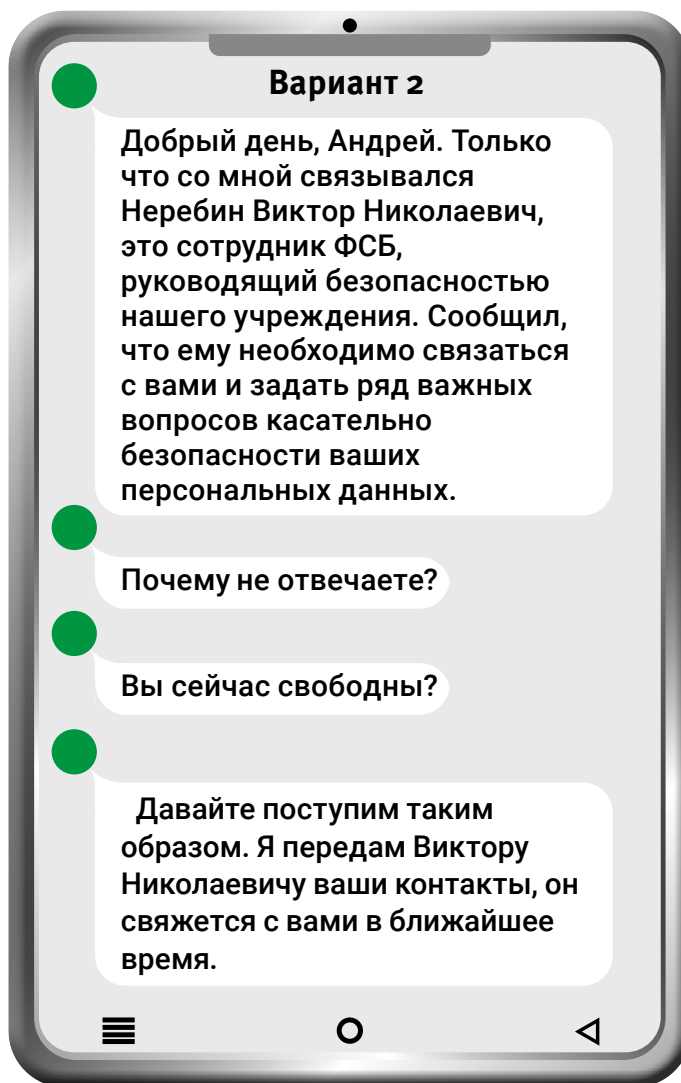 Вариант 2
Добрый день, Андрей. Только
что со мной связывался
Неребин Виктор Николаевич,
это сотрудник ФСБ,
руководящий безопасностью
нашего учреждения. Сообщил,
что ему необходимо связаться
с вами и задать ряд важных
вопросов касательно
безопасности ваших
персональных данных.
Почему не отвечаете?
Вы сейчас свободны?
Давайте поступим таким
образом. Я передам Виктору
Николаевичу ваши контакты, он
свяжется с вами в ближайшее
время.